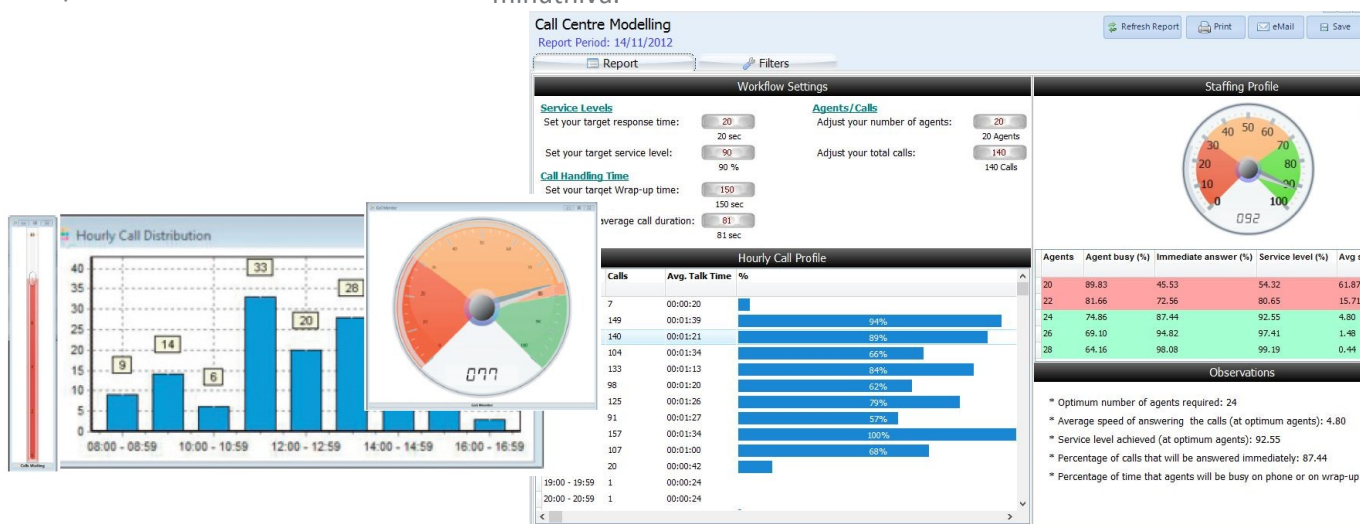 Call Centre Modelling
Report Period: 14/11/2012
Refresh Report
Print
eMail
Save
Report
Filters
Workflow Settings
Service Levels
Set your target response time:
20
20 sec
Set your target service level:
90
90 %
Call Handling Time
Set your target Wrap-up time:
150
150 sec
average call duration:
81
81 sec
Agents/Calls
Adjust your number of agents:
20
20 Agents
Adjust your total calls:
140
140 Calls
Staffing Profile
0 10 20 30 40 50 60 70 80 90 100
092
Hourly Call Profile
Calls Avg. Talk Time %
7 00:00:20
149 00:01:39 94%
140 00:01:21 89%
104 00:01:34 66%
133 00:01:13 84%
98 00:01:20 62%
125 00:01:26 79%
91 00:01:27 57%
157 00:01:34 100%
107 00:01:00 68%
20 00:00:42
19:00 - 19:59 1 00:00:24
20:00 - 20:59 1 00:00:24
Agents Agent busy (%) Immediate answer (%) Service level (%) Avg
20 89.83 45.53 54.32 61.87
22 81.66 72.56 80.65 15.71
24 74.86 87.44 92.55 4.80
26 69.10 94.82 97.41 1.48
28 64.16 98.08 99.19 0.44
Observations
* Optimum number of agents required: 24
* Average speed of answering the calls (at optimum agents): 4.80
* Service level achieved (at optimum agents): 92.55
* Percentage of calls that will be answered immediately: 87.44
* Percentage of time that agents will be busy on phone or on wrap-up
Hourly Call Distribution
40
35
30
25
20
15
10
5
0
9
14
6
33
20
28
08:00 - 08:59 10:00 - 10:59 12:00 - 12:59 14:00 - 14:59 16:00 - 16:59
077
Calls Waiting